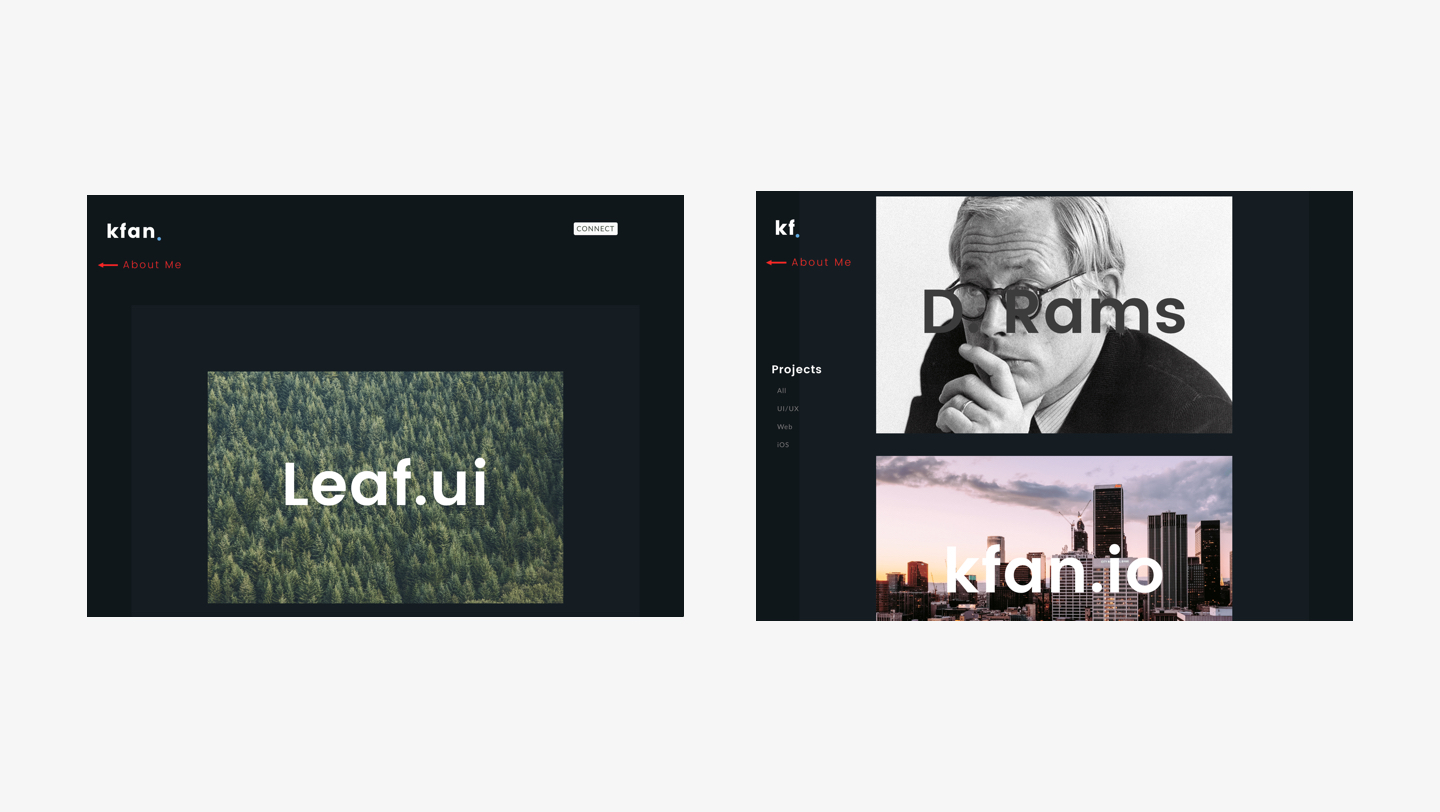 kfan.
CONNECT
About Me
Leaf.ui
kf.
About Me
D. Rams
Projects
All
UI/UX
Web
iOS
kfan.io